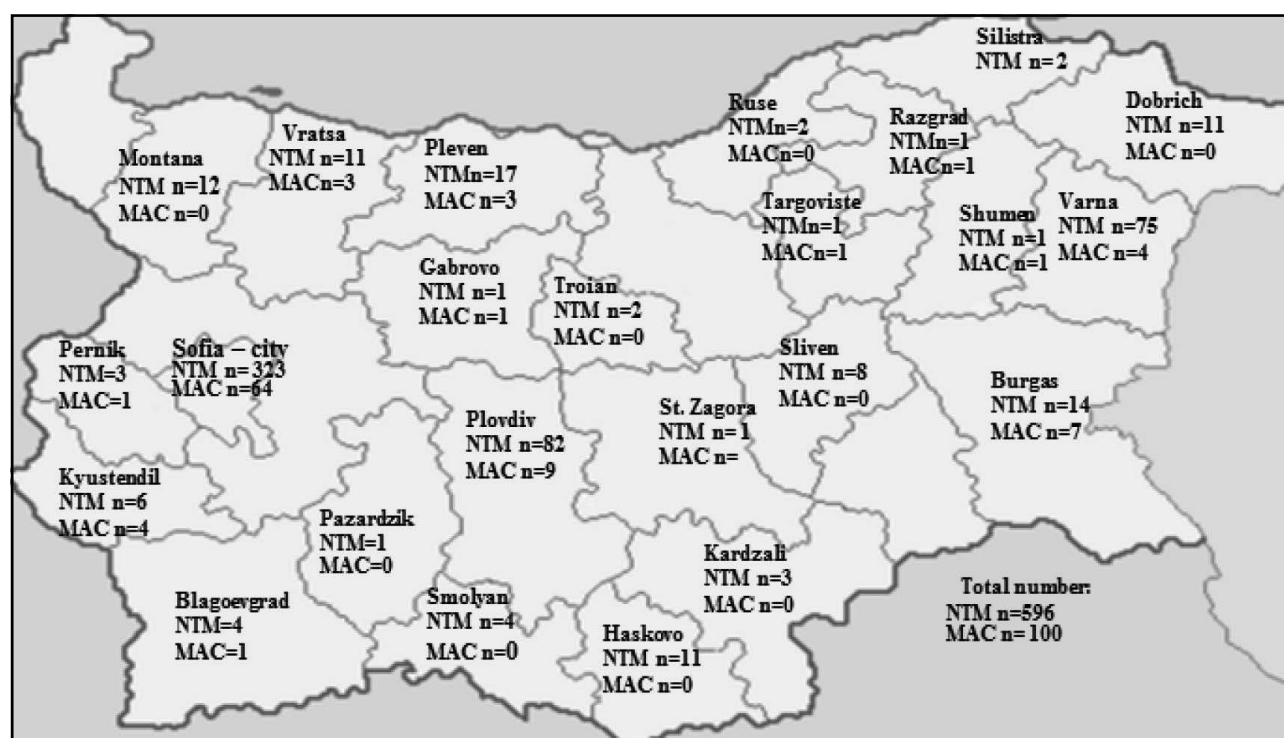 Silistra
NTM n= 2
Ruse
NTMn=2
MACn=0
Razgrad
NTMn=1
MACn=1
Dobrich
NTM n=11
MAC n=0
Montana
NTM n=12
MAC n=0
Vratsa
NTM n=11
MACn=3
Pleven
NTMn=17
MAC n=3
Targoviste
NTMn=1
MACn=1
Shumen
NTM n=1
MAC n=1
Varna
NTM n=75
MAC n=4
Gabrovo
NTM n=1
MAC n=1
Troian
NTM n=2
MAC n=0
Pernik
NTM=3
MAC=1
Sofia – city
NTM n= 323
MAC n=64
Sliven
NTM n=8
MAC n=0
Burgas
NTM n=14
MAC n=7
Plovdiv
NTM n=82
MAC n=9
St. Zagora
NTM n= 1
MAC n=
Kyustendil
NTM n=6
MAC n=4
Pazardzik
NTM=1
MAC=0
Kardzali
NTM n=3
MAC n=0
Blagoevgrad
NTM=4
MAC=1
Smolyan
NTM n=4
MAC n=0
Haskovo
NTM n=11
MAC n=0
Total number:
NTM n=596
MAC n= 100